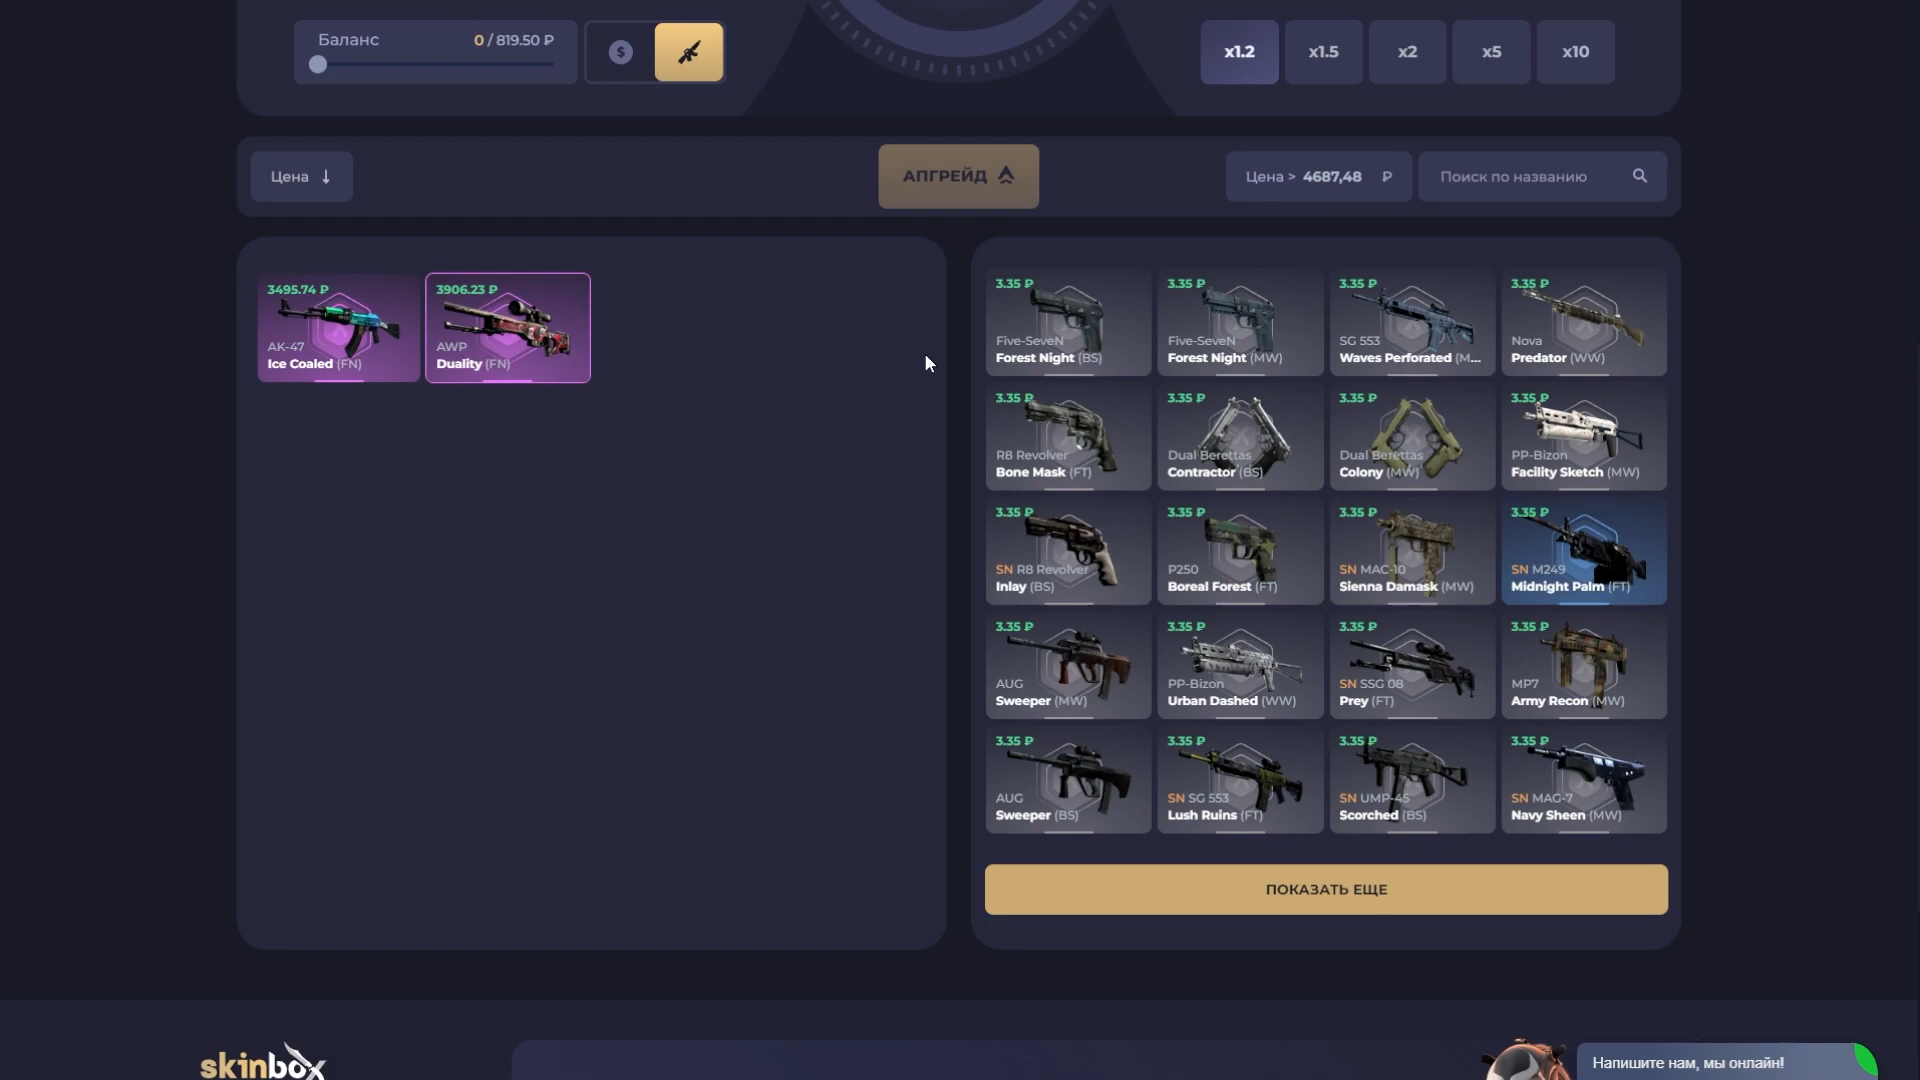 Баланс
0 / 819.50 ₽
$
x1.2
x1.5
x2
x5
x10
Цена ↓
АПГРЕЙД
Цена > 4687,48 ₽
Поиск по названию
3495.74 ₽
AK-47
Ice Coaled (FN)
3906.23 ₽
AWP
Duality (FN)
3.35 ₽
Five-SeveN
Forest Night (BS)
3.35 ₽
Five-SeveN
Forest Night (MW)
3.35 ₽
SG 553
Waves Perforated (M...
3.35 ₽
Nova
Predator (WW)
3.35 ₽
R8 Revolver
Bone Mask (FT)
3.35 ₽
Dual Berettas
Contractor (BS)
3.35 ₽
Dual Berettas
Colony (MW)
3.35 ₽
PP-Bizon
Facility Sketch (MW)
3.35 ₽
SN R8 Revolver
Inlay (BS)
3.35 ₽
P250
Boreal Forest (FT)
3.35 ₽
SN MAC-10
Sienna Damask (MW)
3.35 ₽
SN M249
Midnight Palm (FT)
3.35 ₽
AUG
Sweeper (MW)
3.35 ₽
PP-Bizon
Urban Dashed (WW)
3.35 ₽
SN SSG 08
Prey (FT)
3.35 ₽
MP7
Army Recon (MW)
3.35 ₽
AUG
Sweeper (BS)
3.35 ₽
SN SG 553
Lush Ruins (FT)
3.35 ₽
SN UMP-45
Scorched (BS)
3.35 ₽
SN MAG-7
Navy Sheen (MW)
ПОКАЗАТЬ ЕЩЕ
skinbox
Напишите нам, мы онлайн!